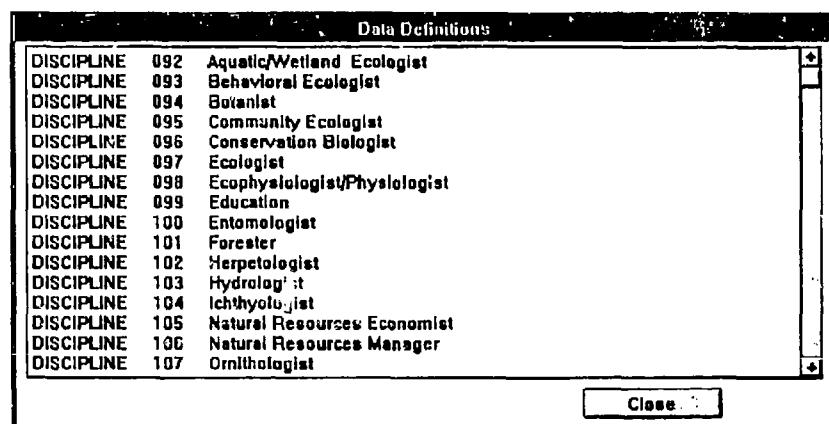 Data Definitions
DISCIPLINE 092 Aquatic/Wetland Ecologist
DISCIPLINE 093 Behavioral Ecologist
DISCIPLINE 094 Botanist
DISCIPLINE 095 Community Ecologist
DISCIPLINE 096 Conservation Biologist
DISCIPLINE 097 Ecologist
DISCIPLINE 098 Ecophysiologist/Physiologist
DISCIPLINE 099 Education
DISCIPLINE 100 Entomologist
DISCIPLINE 101 Forester
DISCIPLINE 102 Herpetologist
DISCIPLINE 103 Hydrologist
DISCIPLINE 104 Ichthyologist
DISCIPLINE 105 Natural Resources Economist
DISCIPLINE 106 Natural Resources Manager
DISCIPLINE 107 Ornithologist
Close